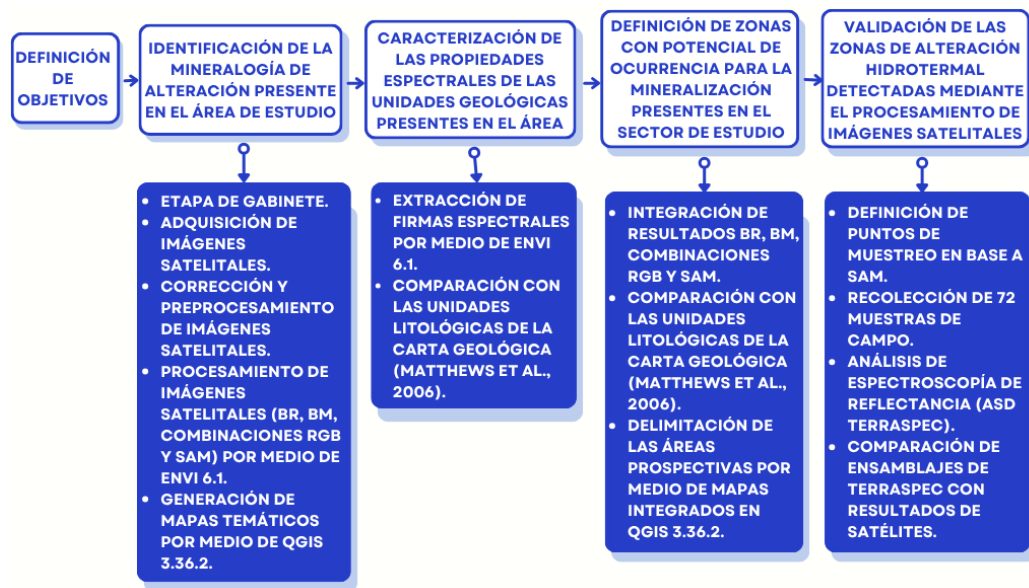 DEFINICIÓN
DE
OBJETIVOS
IDENTIFICACIÓN DE LA
MINERALOGÍA DE
ALTERACIÓN PRESENTE
EN EL ÁREA DE ESTUDIO
CARACTERIZACIÓN DE
LAS PROPIEDADES
ESPECTRALES DE LAS
UNIDADES GEOLÓGICAS
PRESENTES EN EL ÁREA
DEFINICIÓN DE ZONAS
CON POTENCIAL DE
OCURRENCIA PARA LA
MINERALIZACIÓN
PRESENTES EN EL
SECTOR DE ESTUDIO
VALIDACIÓN DE LAS
ZONAS DE ALTERACIÓN
HIDROTERMAL
DETECTADAS MEDIANTE
EL PROCESAMIENTO DE
IMÁGENES SATELITALES
• ETAPA DE GABINETE.
• ADQUISICIÓN DE
IMÁGENES
SATELITALES.
• CORRECCIÓN Y
PREPROCESAMIENTO
DE IMÁGENES
SATELITALES.
• PROCESAMIENTO DE
IMÁGENES
SATELITALES (BR, BM,
COMBINACIONES RGB
Y SAM) POR MEDIO DE
ENVI 6.1.
• GENERACIÓN DE
MAPAS TEMÁTICOS
POR MEDIO DE QGIS
3.36.2.
• EXTRACCIÓN DE
FIRMAS ESPECTRALES
POR MEDIO DE ENVI
6.1.
• COMPARACIÓN CON
LAS UNIDADES
LITOLÓGICAS DE LA
CARTA GEOLÓGICA
(MATTHEWS ET AL.,
2006).
• INTEGRACIÓN DE
RESULTADOS BR, BM,
COMBINACIONES
RGB Y SAM.
• COMPARACIÓN CON
LAS UNIDADES
LITOLÓGICAS DE LA
CARTA GEOLÓGICA
(MATTHEWS ET AL.,
2006).
• DELIMITACIÓN DE
LAS ÁREAS
PROSPECTIVAS POR
MEDIO DE MAPAS
INTEGRADOS EN
QGIS 3.36.2.
• DEFINICIÓN DE
PUNTOS DE
MUESTREO EN BASE A
SAM.
• RECOLECCIÓN DE 72
MUESTRAS DE
CAMPO.
• ANÁLISIS DE
ESPECTROSCOPÍA DE
REFLECTANCIA (ASD
TERRASPEC).
• COMPARACIÓN DE
ENSAMBLAJES DE
TERRASPEC CON
RESULTADOS DE
SATÉLITES.